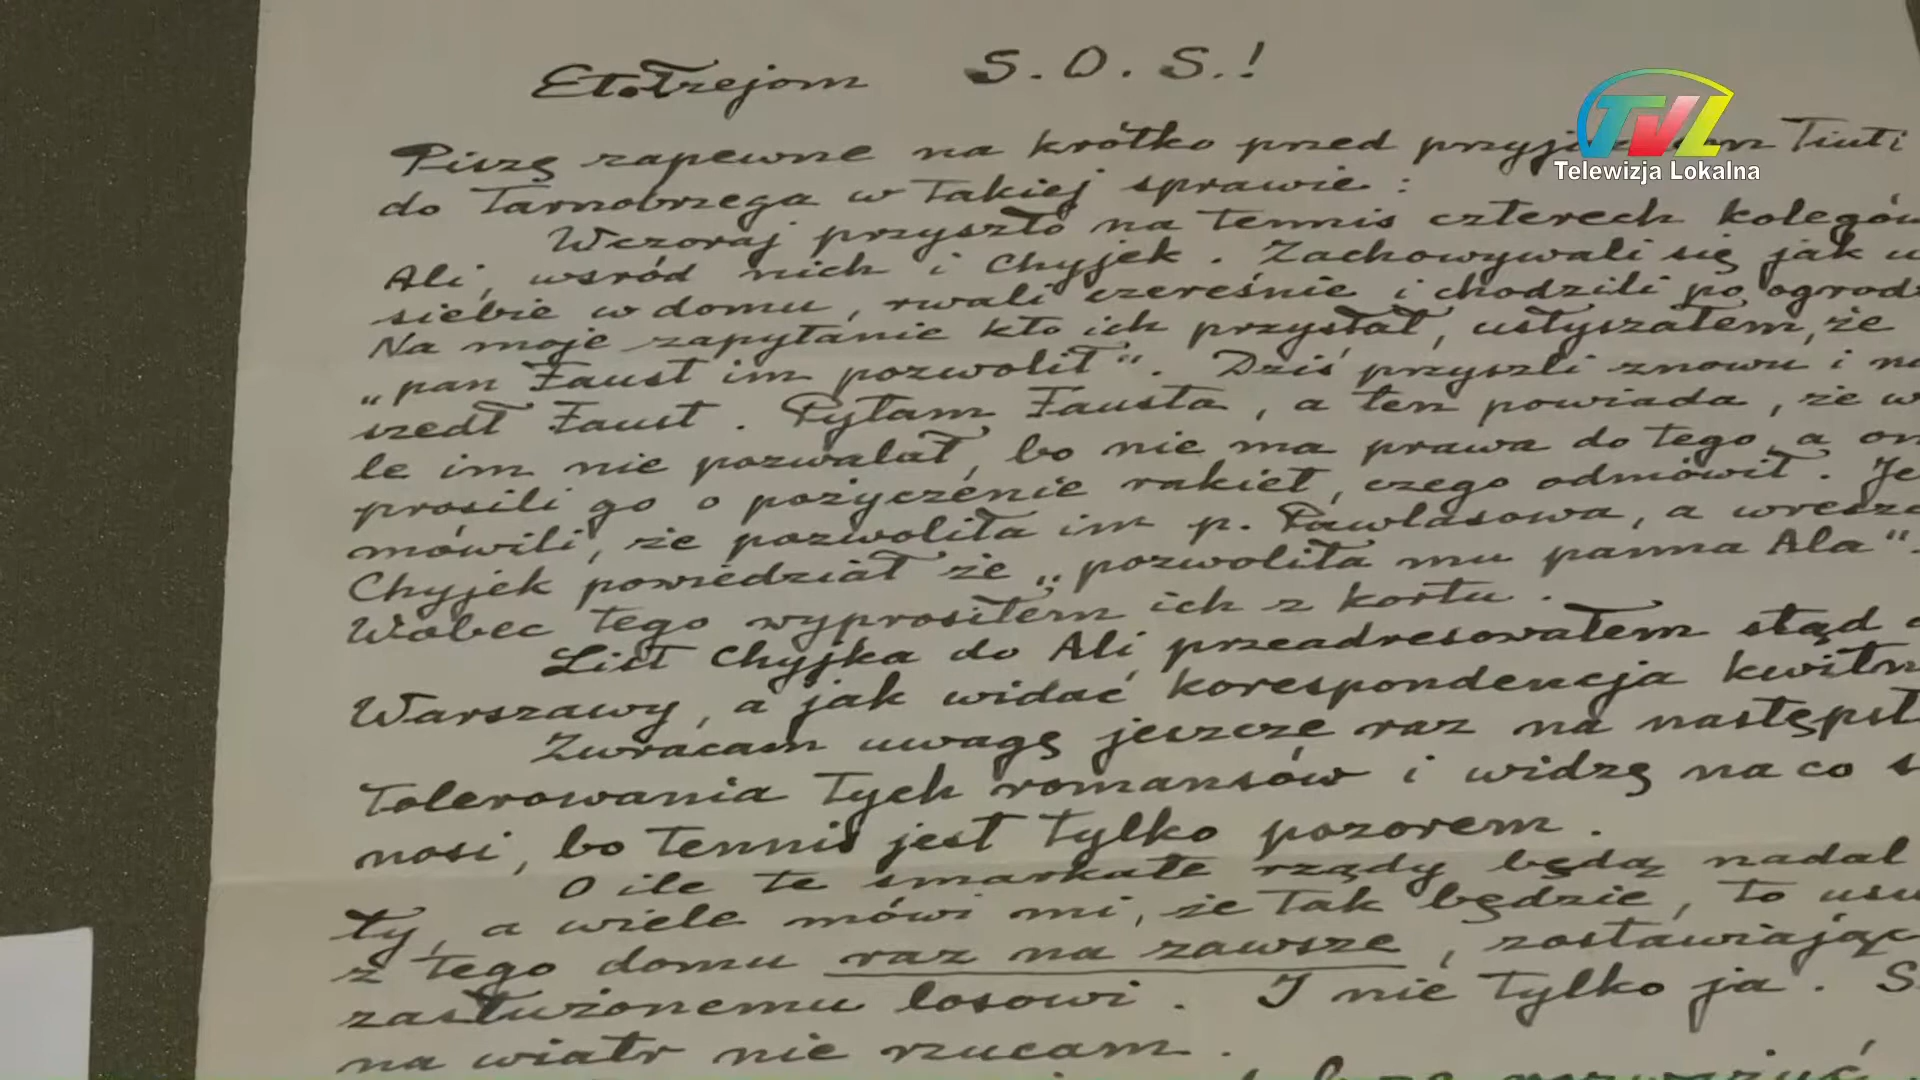 S.O.S.!
TVL
Telewizja Lokalna
Piszę zapewne na krótko przed Tiuti
do Tarnobrzega w takiej sprawie:
Wczoraj przyszło na tennis czterech kolegów
Ali, wsród nich i Chyjek. Zachowywali się jak u
siebie w domu, rwali czereśnie i chodzili po ogrodz
Na moje zapytanie kto ich przysłał, usłyszałem, że
„pan Faust im pozwolił". Dziś przyszli znowu i na
szedł Faust. Pytam Fausta, a ten powiada, że w
le im nie pozwalał, bo nie ma prawa do tego, a on
prosili go o pożyczenie rakiet, czego odmówił. Je
mówili, że pozwoliła im p. Pawlasowa, a wreszc
Chyjek powiedział że „pozwoliła mu panna Ala".
Wobec tego wyprosiłem ich z kortu.
List Chyjka do Ali przeadresowałem stąd d
Warszawy, a jak widać korespondencja kwitn
Zwracam uwagę jeszcze raz na następst
tolerowania tych romansów i widzę na co s
nosi, bo tennis jest tylko pozorem.
O ile te smarkate rządy będą nadal
ty, a wiele mówi mi, że tak będzie, to usu
z tego domu raz na zawsze, zostawiając
zasłużonemu losowi. I nie tylko ja. S
na wiatr nie rzucam.